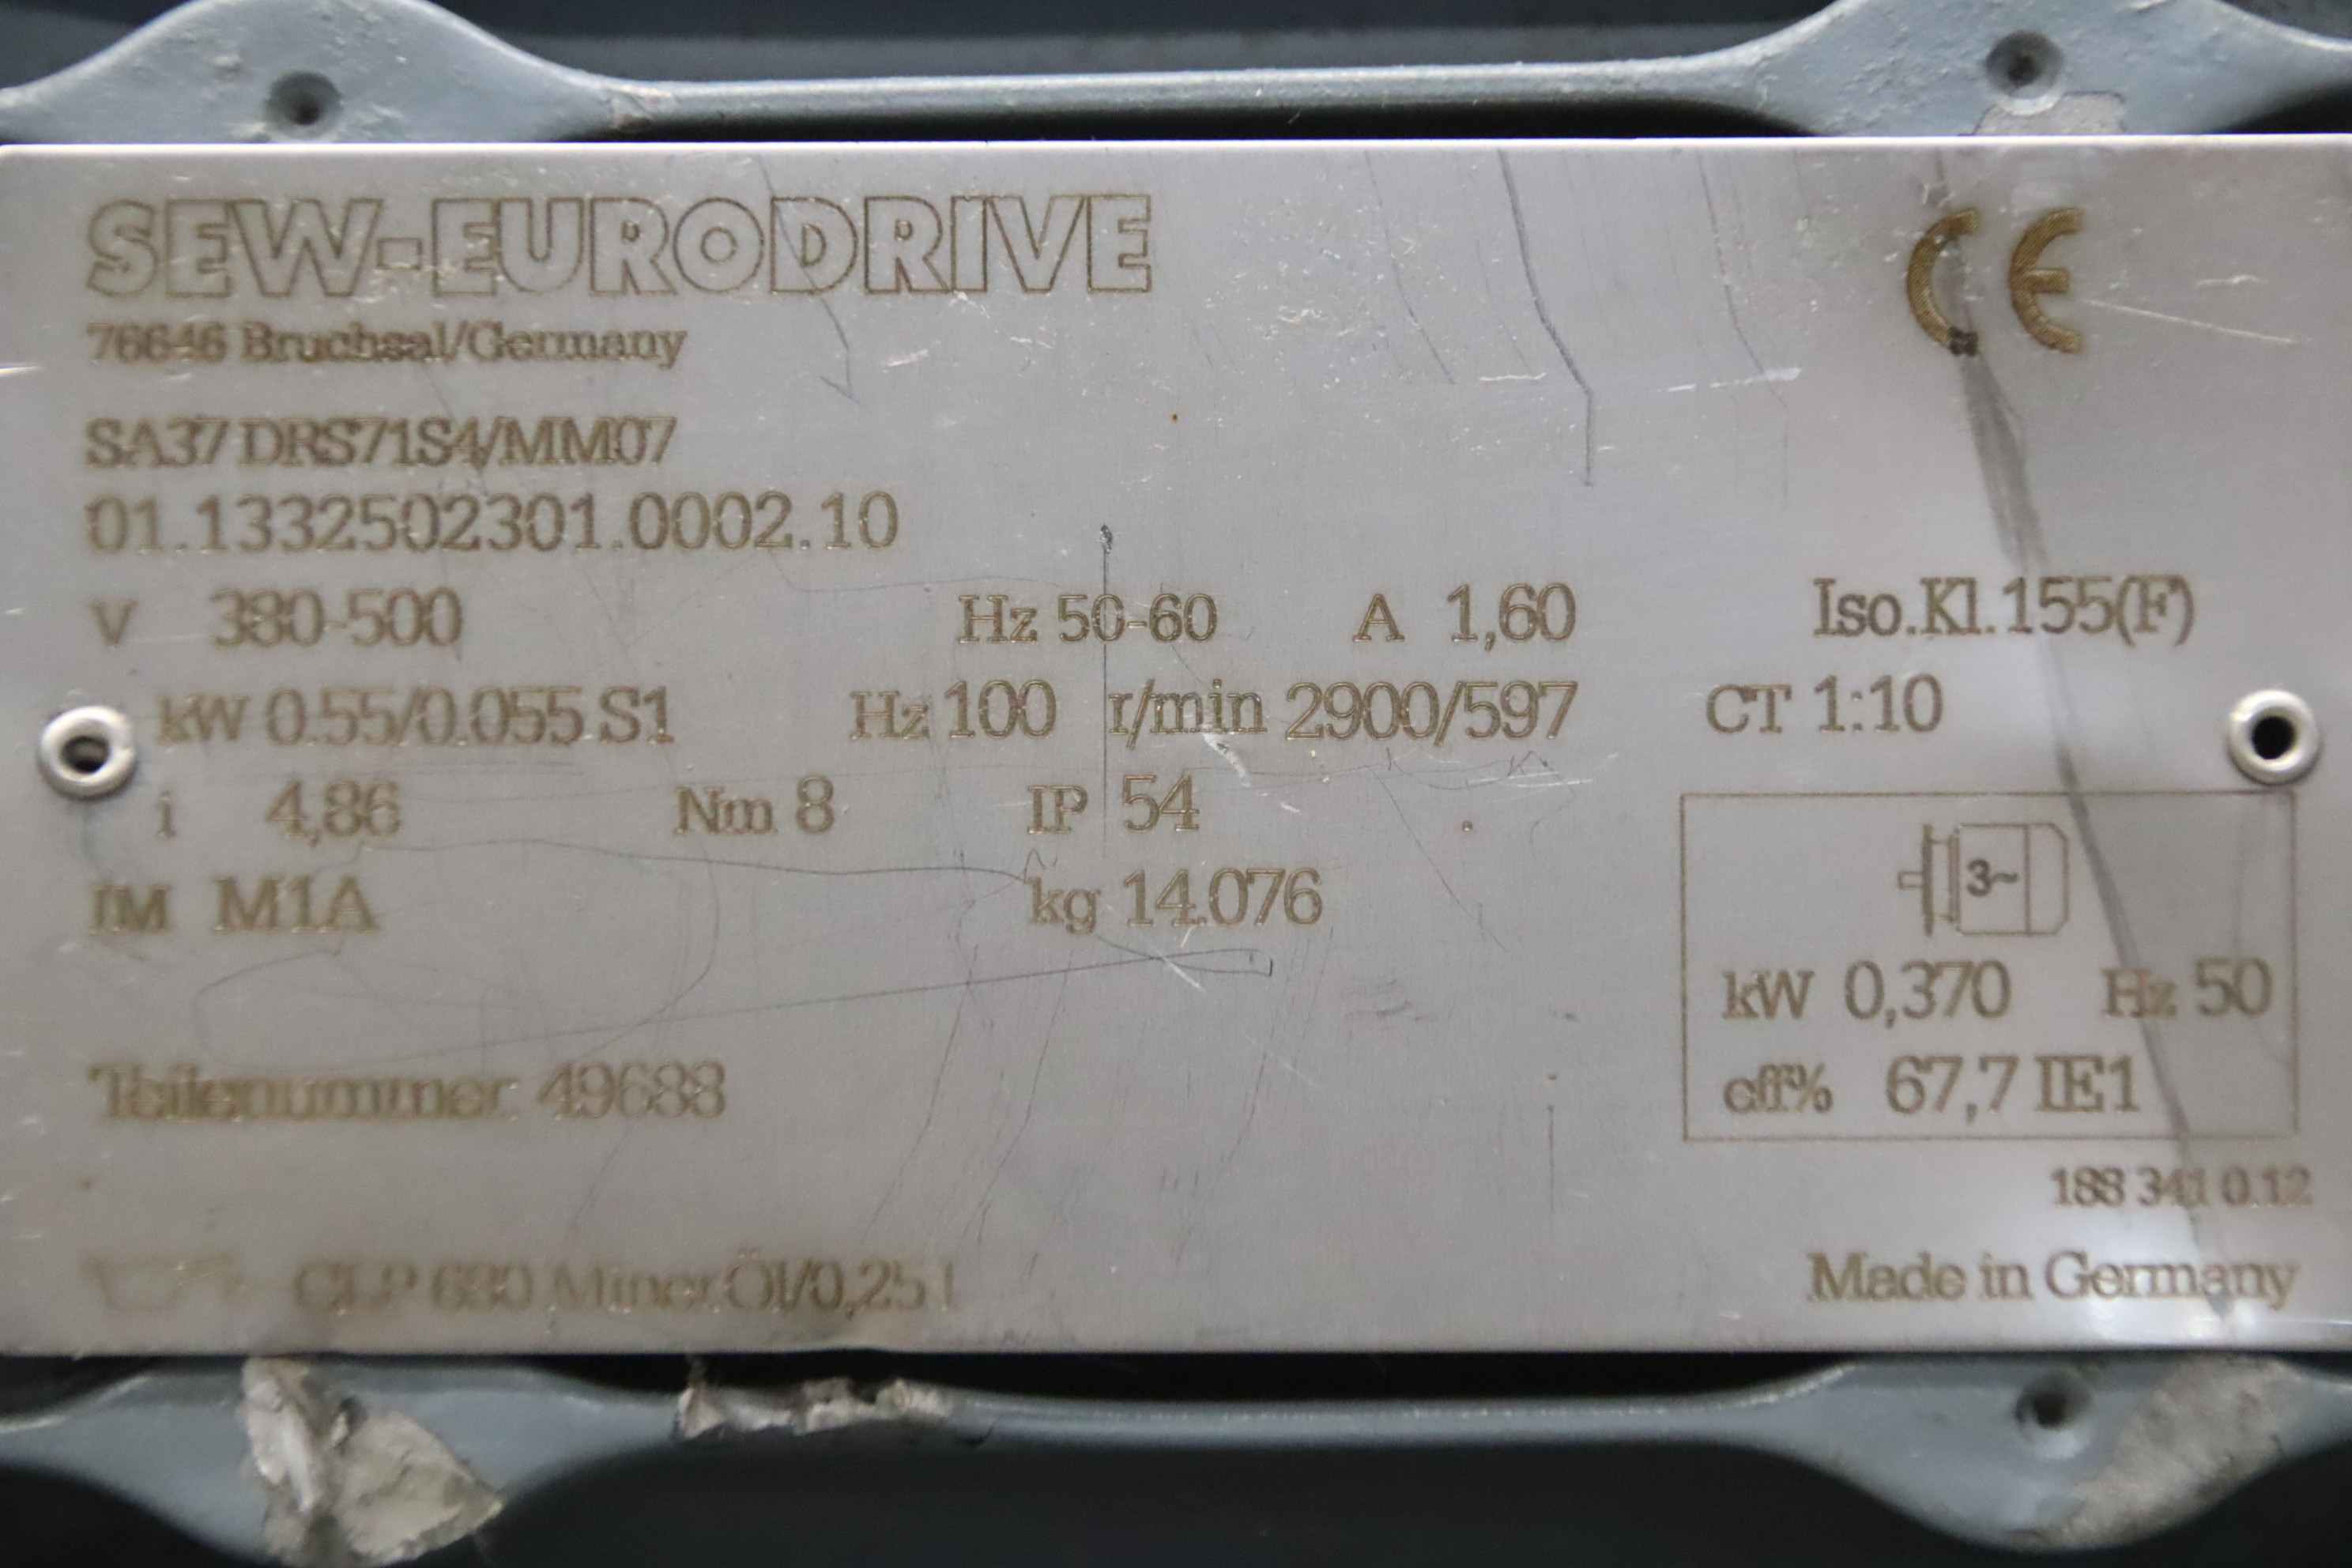 SEW-EURODRIVE
CE
76646 Bruchsal/Germany
SA37 DRS71S4/MM07
01.1332502301.0002.10
V 380-500 Hz 50-60 A 1,60 Iso.Kl.155(F)
kW 0.55/0.055 S1 Hz 100 r/min 2900/597 CT 1:10
i 4,86 Nm 8 IP 54
IM M1A kg 14.076
3~
kW 0,370 Hz 50
eff% 67,7 IE1
Teilenummer: 49688
188 341 0.12
CLP 680 Miner.Öl/0,25 l
Made in Germany